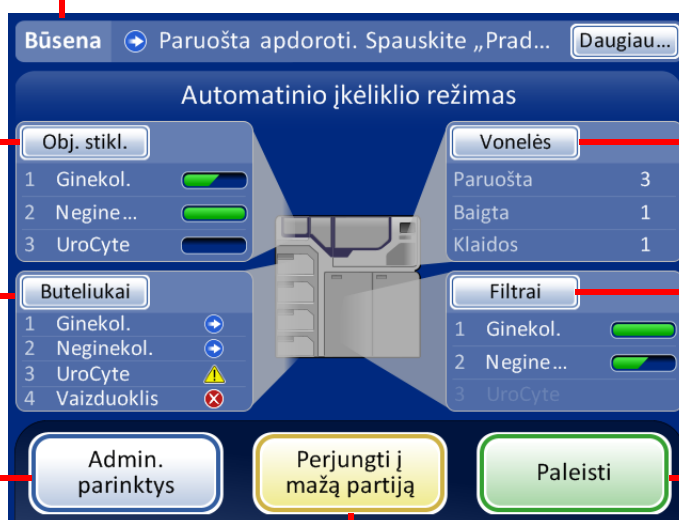 Būsena Paruošta apdoroti. Spauskite „Prad... Daugiau...
Automatinio įkėliklio režimas
Obj. stikl.
1 Ginekol.
2 Negine...
3 UroCyte
Vonelės
Paruošta 3
Baigta 1
Klaidos 1
Buteliukai
1 Ginekol.
2 Neginekol.
3 UroCyte
4 Vaizduoklis
Filtrai
1 Ginekol.
2 Negine...
3 UroCyte
Admin.
parinktys
Perjungti į
mažą partiją
Paleisti